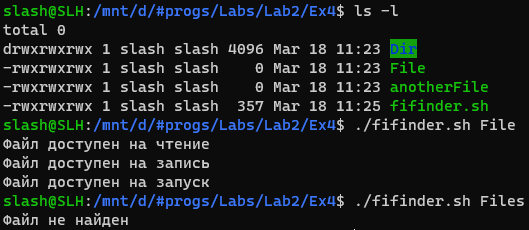 slash@SLH:/mnt/d/#progs/Labs/Lab2/Ex4$ ls -l
total 0
drwxrwxrwx 1 slash slash 4096 Mar 18 11:23 Dir
-rwxrwxrwx 1 slash slash    0 Mar 18 11:23 File
-rwxrwxrwx 1 slash slash    0 Mar 18 11:23 anotherFile
-rwxrwxrwx 1 slash slash  357 Mar 18 11:25 fifinder.sh
slash@SLH:/mnt/d/#progs/Labs/Lab2/Ex4$ ./fifinder.sh File
Файл доступен на чтение
Файл доступен на запись
Файл доступен на запуск
slash@SLH:/mnt/d/#progs/Labs/Lab2/Ex4$ ./fifinder.sh Files
Файл не найден